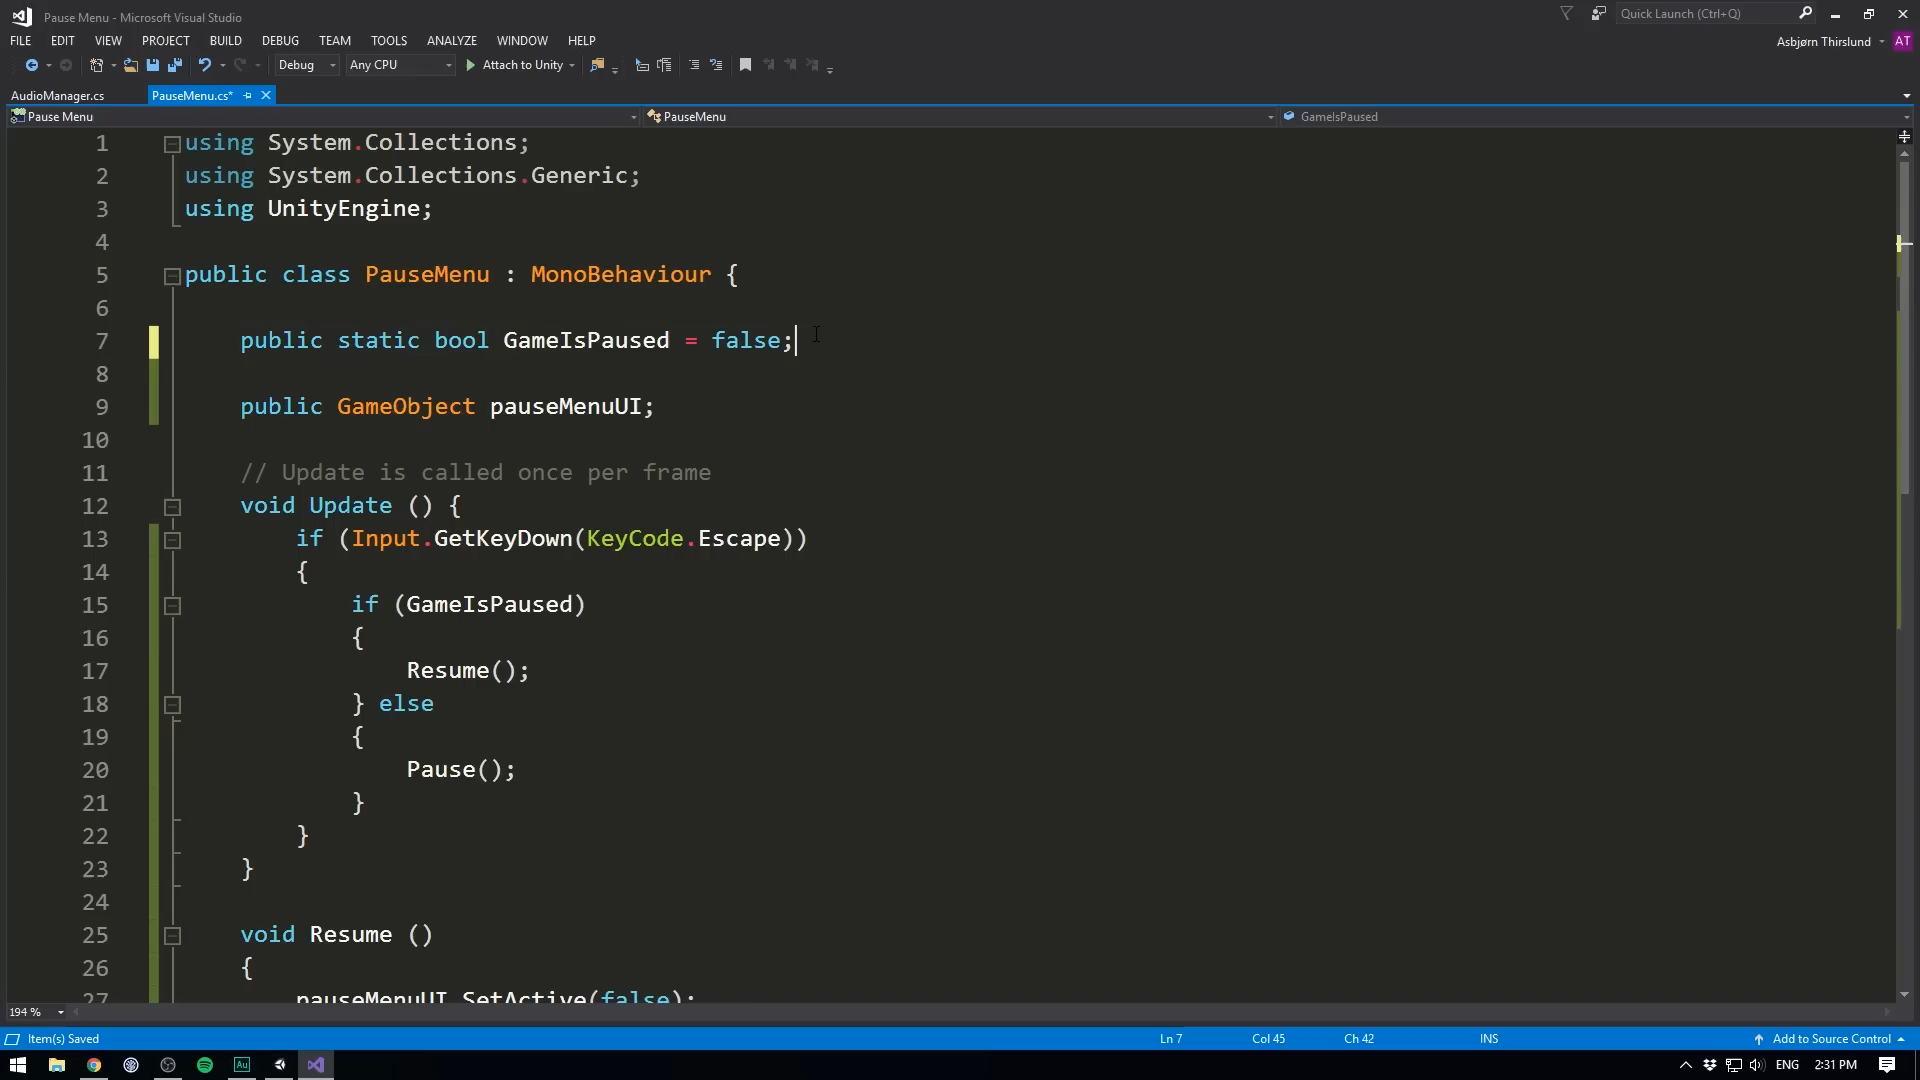 Pause Menu - Microsoft Visual Studio
Quick Launch (Ctrl+Q)
FILE EDIT VIEW PROJECT BUILD DEBUG TEAM TOOLS ANALYZE WINDOW HELP
Asbjørn Thirslund AT
Debug Any CPU Attach to Unity
AudioManager.cs PauseMenu.cs*
Pause Menu PauseMenu GameIsPaused
1 using System.Collections;
2 using System.Collections.Generic;
3 using UnityEngine;
4
5 public class PauseMenu : MonoBehaviour {
6
7 public static bool GameIsPaused = false;
8
9 public GameObject pauseMenuUI;
10
11 // Update is called once per frame
12 void Update () {
13 if (Input.GetKeyDown(KeyCode.Escape))
14 {
15 if (GameIsPaused)
16 {
17 Resume();
18 } else
19 {
20 Pause();
21 }
22 }
23 }
24
25 void Resume ()
26 {
27 pauseMenuUI.SetActive(false);
194 %
Item(s) Saved Ln 7 Col 45 Ch 42 INS Add to Source Control
Au ENG 2:31 PM